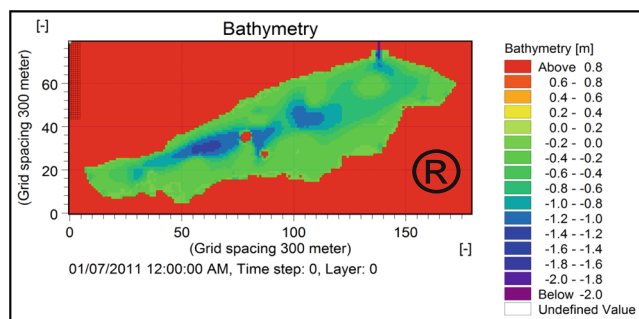 [-]
Bathymetry
(Grid spacing 300 meter)
60
40
20
0
0
50
100
150
(Grid spacing 300 meter)
[-]
01/07/2011 12:00:00 AM, Time step: 0, Layer: 0
®
Bathymetry [m]
Above 0.8
0.6 - 0.8
0.4 - 0.6
0.2 - 0.4
0.0 - 0.2
-0.2 - 0.0
-0.4 - -0.2
-0.6 - -0.4
-0.8 - -0.6
-1.0 - -0.8
-1.2 - -1.0
-1.4 - -1.2
-1.6 - -1.4
-1.8 - -1.6
-2.0 - -1.8
Below -2.0
Undefined Value